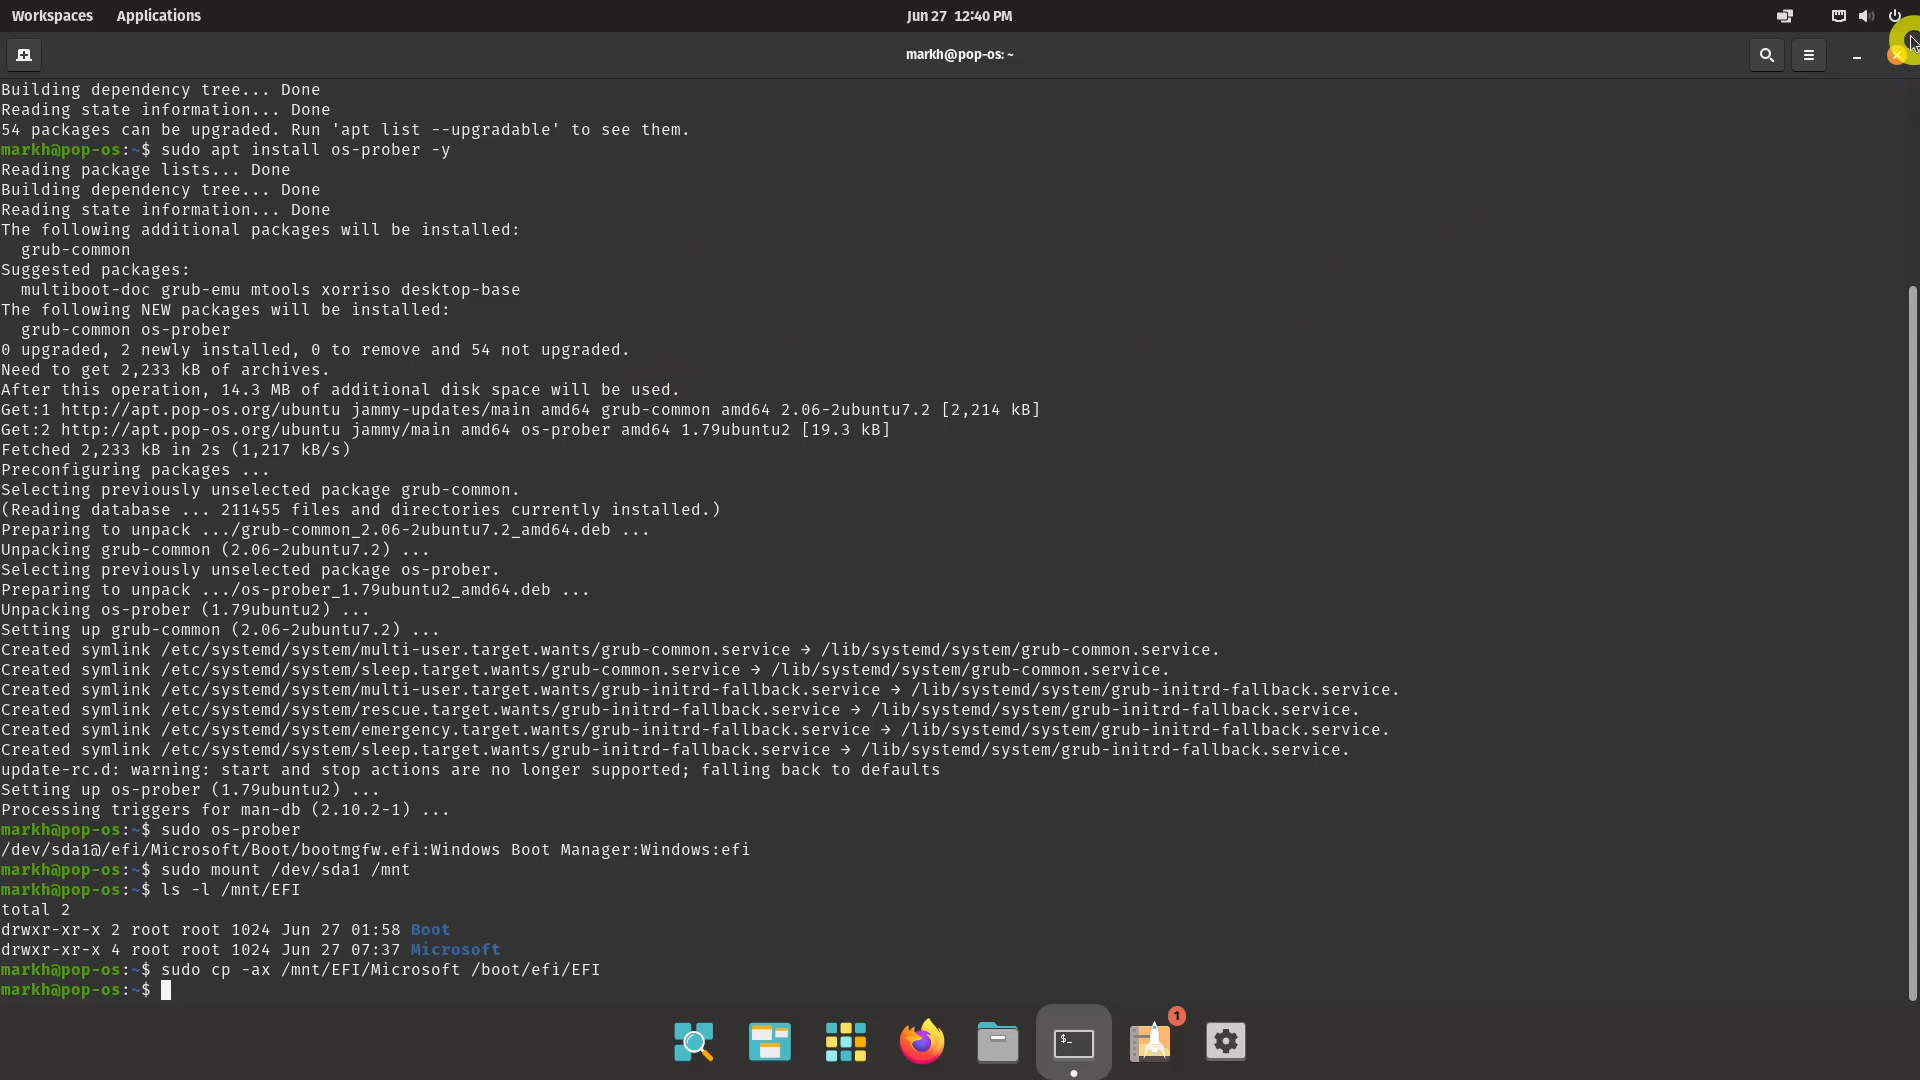 Workspaces Applications Jun 27 12:40 PM
markh@pop-os: ~
Building dependency tree... Done
Reading state information... Done
54 packages can be upgraded. Run 'apt list --upgradable' to see them.
markh@pop-os:~$ sudo apt install os-prober -y
Reading package lists... Done
Building dependency tree... Done
Reading state information... Done
The following additional packages will be installed:
  grub-common
Suggested packages:
  multiboot-doc grub-emu mtools xorriso desktop-base
The following NEW packages will be installed:
  grub-common os-prober
0 upgraded, 2 newly installed, 0 to remove and 54 not upgraded.
Need to get 2,233 kB of archives.
After this operation, 14.3 MB of additional disk space will be used.
Get:1 http://apt.pop-os.org/ubuntu jammy-updates/main amd64 grub-common amd64 2.06-2ubuntu7.2 [2,214 kB]
Get:2 http://apt.pop-os.org/ubuntu jammy/main amd64 os-prober amd64 1.79ubuntu2 [19.3 kB]
Fetched 2,233 kB in 2s (1,217 kB/s)
Preconfiguring packages ...
Selecting previously unselected package grub-common.
(Reading database ... 211455 files and directories currently installed.)
Preparing to unpack .../grub-common_2.06-2ubuntu7.2_amd64.deb ...
Unpacking grub-common (2.06-2ubuntu7.2) ...
Selecting previously unselected package os-prober.
Preparing to unpack .../os-prober_1.79ubuntu2_amd64.deb ...
Unpacking os-prober (1.79ubuntu2) ...
Setting up grub-common (2.06-2ubuntu7.2) ...
Created symlink /etc/systemd/system/multi-user.target.wants/grub-common.service → /lib/systemd/system/grub-common.service.
Created symlink /etc/systemd/system/sleep.target.wants/grub-common.service → /lib/systemd/system/grub-common.service.
Created symlink /etc/systemd/system/multi-user.target.wants/grub-initrd-fallback.service → /lib/systemd/system/grub-initrd-fallback.service.
Created symlink /etc/systemd/system/rescue.target.wants/grub-initrd-fallback.service → /lib/systemd/system/grub-initrd-fallback.service.
Created symlink /etc/systemd/system/emergency.target.wants/grub-initrd-fallback.service → /lib/systemd/system/grub-initrd-fallback.service.
Created symlink /etc/systemd/system/sleep.target.wants/grub-initrd-fallback.service → /lib/systemd/system/grub-initrd-fallback.service.
update-rc.d: warning: start and stop actions are no longer supported; falling back to defaults
Setting up os-prober (1.79ubuntu2) ...
Processing triggers for man-db (2.10.2-1) ...
markh@pop-os:~$ sudo os-prober
/dev/sda1@/efi/Microsoft/Boot/bootmgfw.efi:Windows Boot Manager:Windows:efi
markh@pop-os:~$ sudo mount /dev/sda1 /mnt
markh@pop-os:~$ ls -l /mnt/EFI
total 2
drwxr-xr-x 2 root root 1024 Jun 27 01:58 Boot
drwxr-xr-x 4 root root 1024 Jun 27 07:37 Microsoft
markh@pop-os:~$ sudo cp -ax /mnt/EFI/Microsoft /boot/efi/EFI
markh@pop-os:~$
$_
1